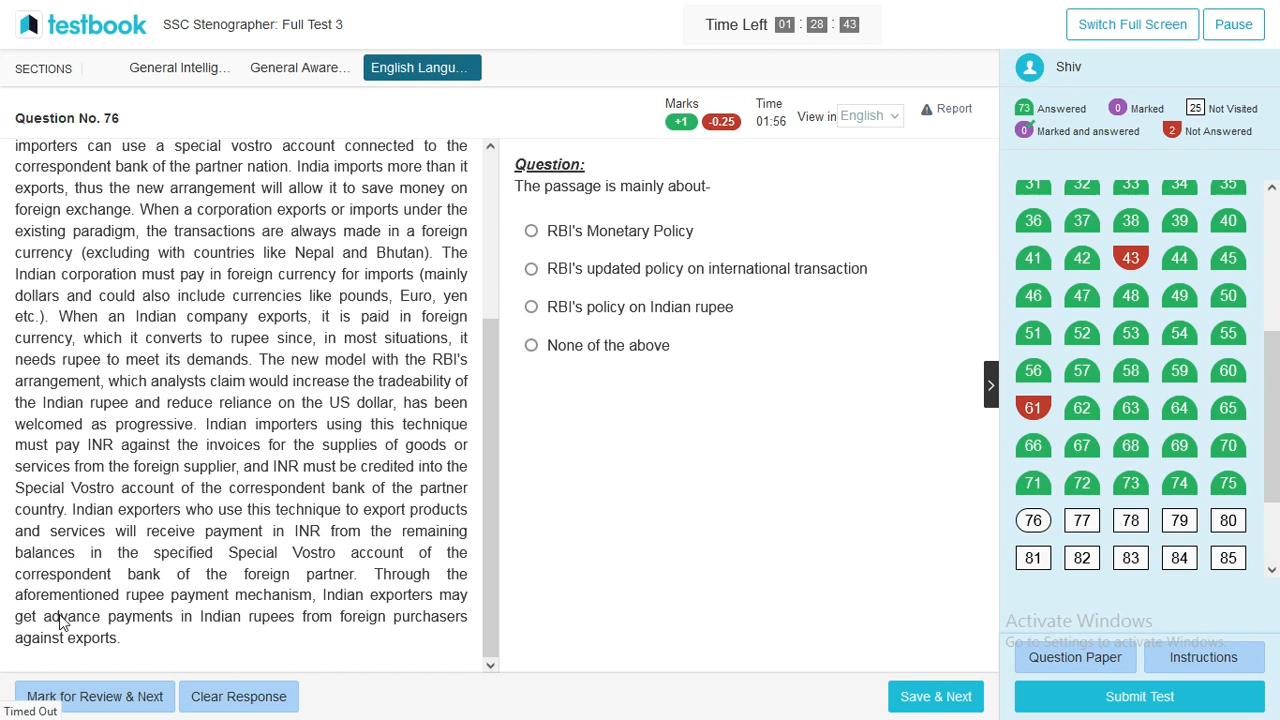 testbook
SSC Stenographer: Full Test 3
Time Left 01 : 28 : 43
Switch Full Screen
Pause
SECTIONS
General Intellig...
General Aware...
English Langu...
Shiv
Question No. 76
Marks
+1
-0.25
Time
01:56
View in
English
Report
73 Answered
0 Marked
25 Not Visited
0 Marked and answered
2 Not Answered
importers can use a special vostro account connected to the
correspondent bank of the partner nation. India imports more than it
exports, thus the new arrangement will allow it to save money on
foreign exchange. When a corporation exports or imports under the
existing paradigm, the transactions are always made in a foreign
currency (excluding with countries like Nepal and Bhutan). The
Indian corporation must pay in foreign currency for imports (mainly
dollars and could also include currencies like pounds, Euro, yen
etc.). When an Indian company exports, it is paid in foreign
currency, which it converts to rupee since, in most situations, it
needs rupee to meet its demands. The new model with the RBI's
arrangement, which analysts claim would increase the tradeability of
the Indian rupee and reduce reliance on the US dollar, has been
welcomed as progressive. Indian importers using this technique
must pay INR against the invoices for the supplies of goods or
services from the foreign supplier, and INR must be credited into the
Special Vostro account of the correspondent bank of the partner
country. Indian exporters who use this technique to export products
and services will receive payment in INR from the remaining
balances in the specified Special Vostro account of the
correspondent bank of the foreign partner. Through the
aforementioned rupee payment mechanism, Indian exporters may
get advance payments in Indian rupees from foreign purchasers
against exports.
Question:
The passage is mainly about-
RBI's Monetary Policy
RBI's updated policy on international transaction
RBI's policy on Indian rupee
None of the above
31 32 33 34 35
36 37 38 39 40
41 42 43 44 45
46 47 48 49 50
51 52 53 54 55
56 57 58 59 60
61 62 63 64 65
66 67 68 69 70
71 72 73 74 75
76 77 78 79 80
81 82 83 84 85
Activate Windows
Go to Settings to activate Windows.
Question Paper
Instructions
Mark for Review & Next
Clear Response
Save & Next
Submit Test
Timed Out